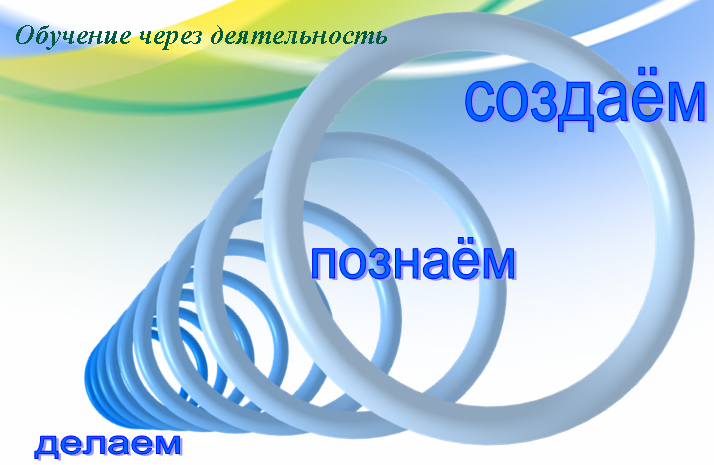 Обучение через деятельность
создаём
познаём
делаем